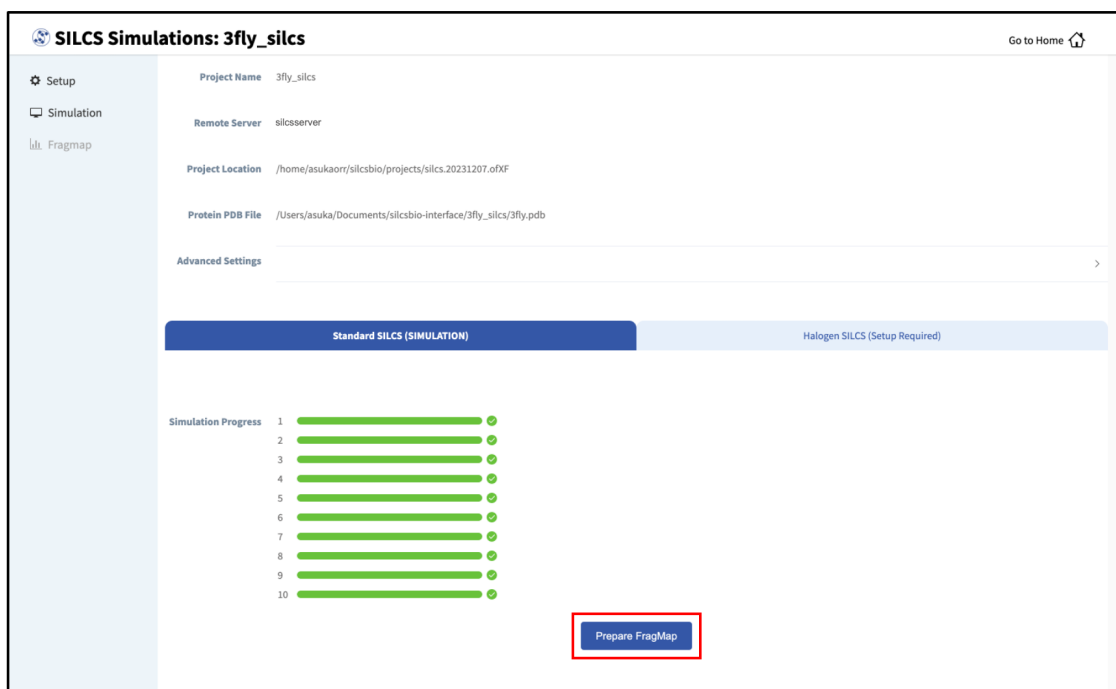 SILCS Simulations: 3fly_silcs
Go to Home
Setup
Simulation
Fragmap
Project Name 3fly_silcs
Remote Server silcsserver
Project Location /home/asukaorr/silcsbio/projects/silcs.20231207.ofXF
Protein PDB File /Users/asuka/Documents/silcsbio-interface/3fly_silcs/3fly.pdb
Advanced Settings
Standard SILCS (SIMULATION) Halogen SILCS (Setup Required)
Simulation Progress 1
2
3
4
5
6
7
8
9
10
Prepare FragMap